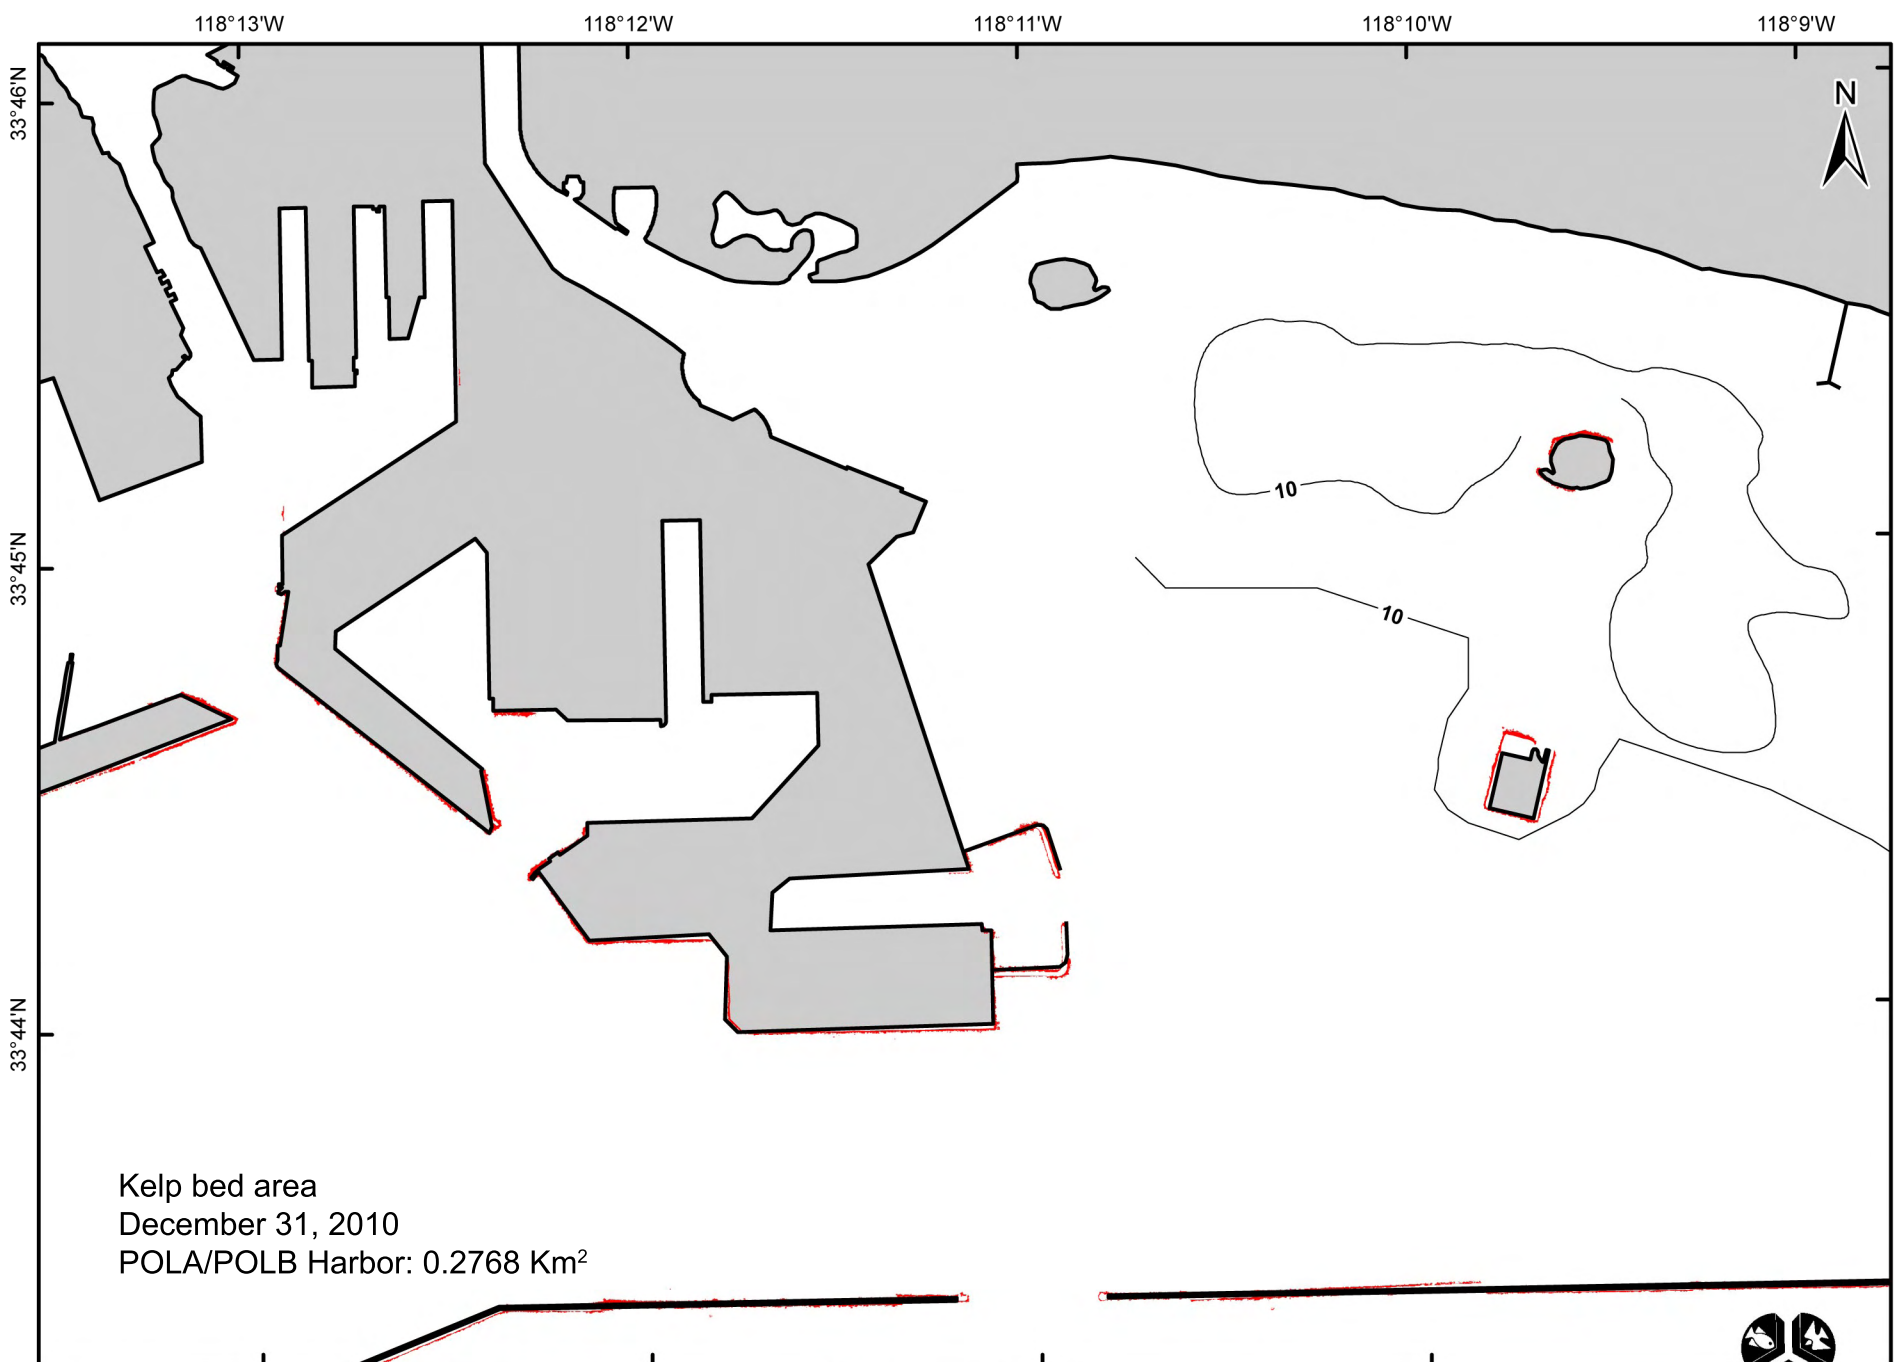 118°13'W 118°12'W 118°11'W 118°10'W 118°9'W
33°46'N
N
10
33°45'N
10
33°44'N
Kelp bed area
December 31, 2010
POLA/POLB Harbor: 0.2768 Km²